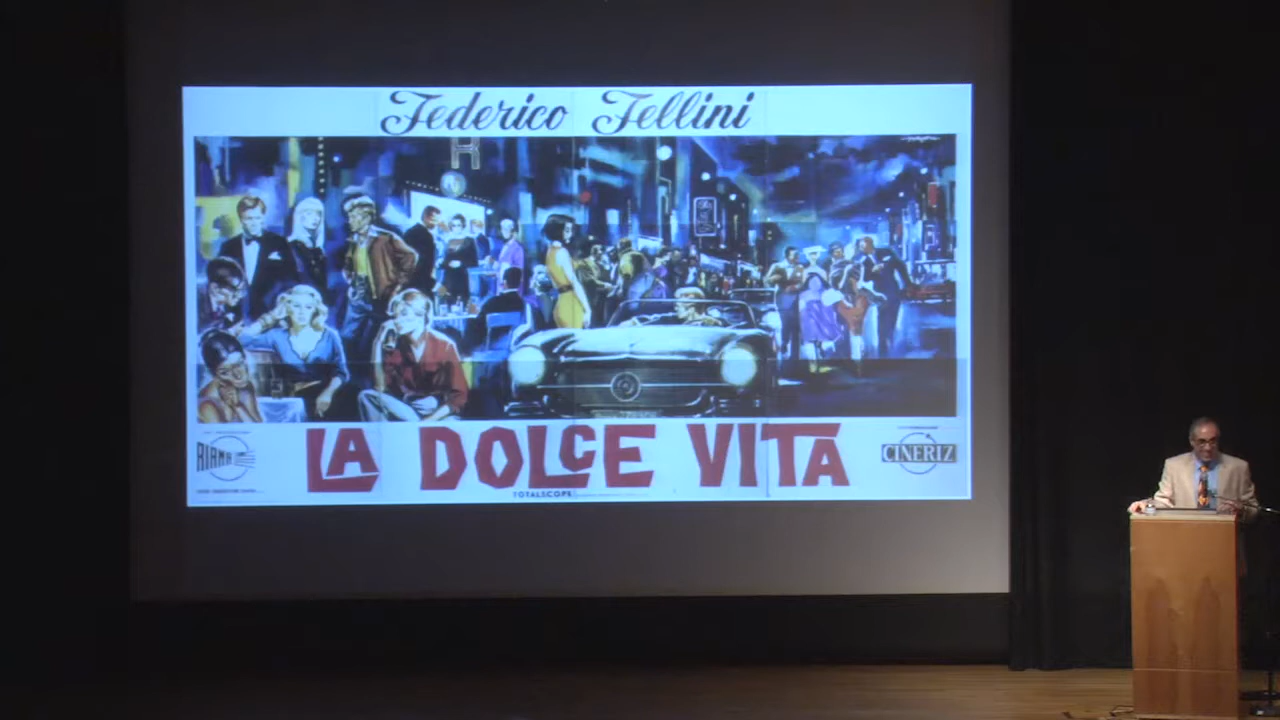 Federico Fellini
H
RIAMA
LA DOLCE VITA
CINERIZ
TOTALSCOPE